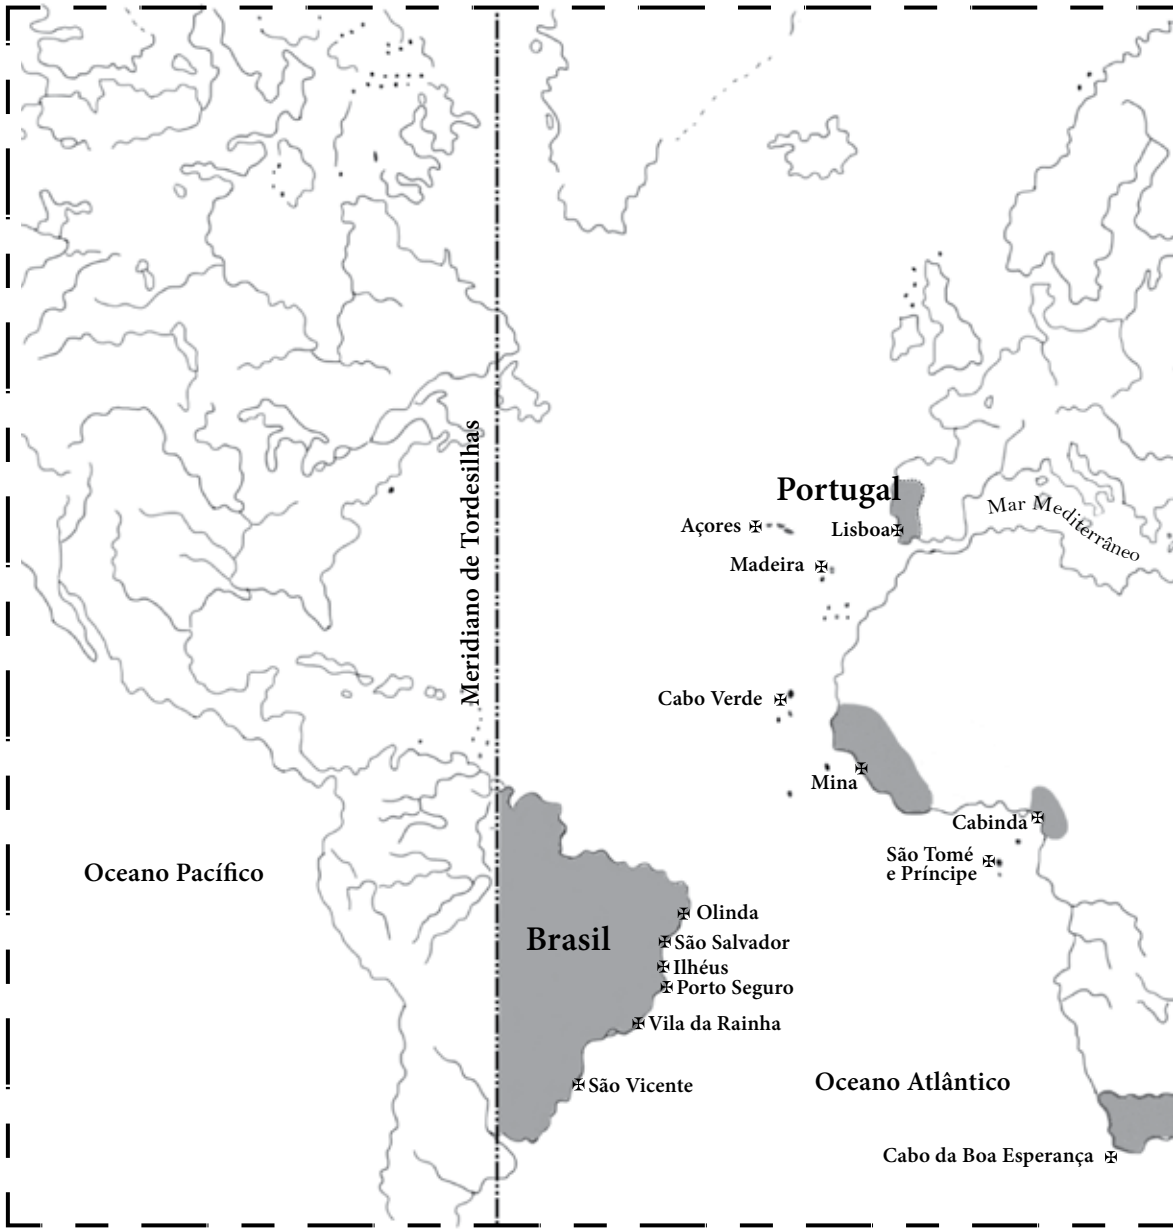 Meridiano de Tordesilhas
Portugal
Mar Mediterrâneo
Açores
Lisboa
Madeira
Cabo Verde
Mina
Cabinda
São Tomé
e Príncipe
Oceano Pacífico
Brasil
Olinda
São Salvador
Ilhéus
Porto Seguro
Vila da Rainha
São Vicente
Oceano Atlântico
Cabo da Boa Esperança